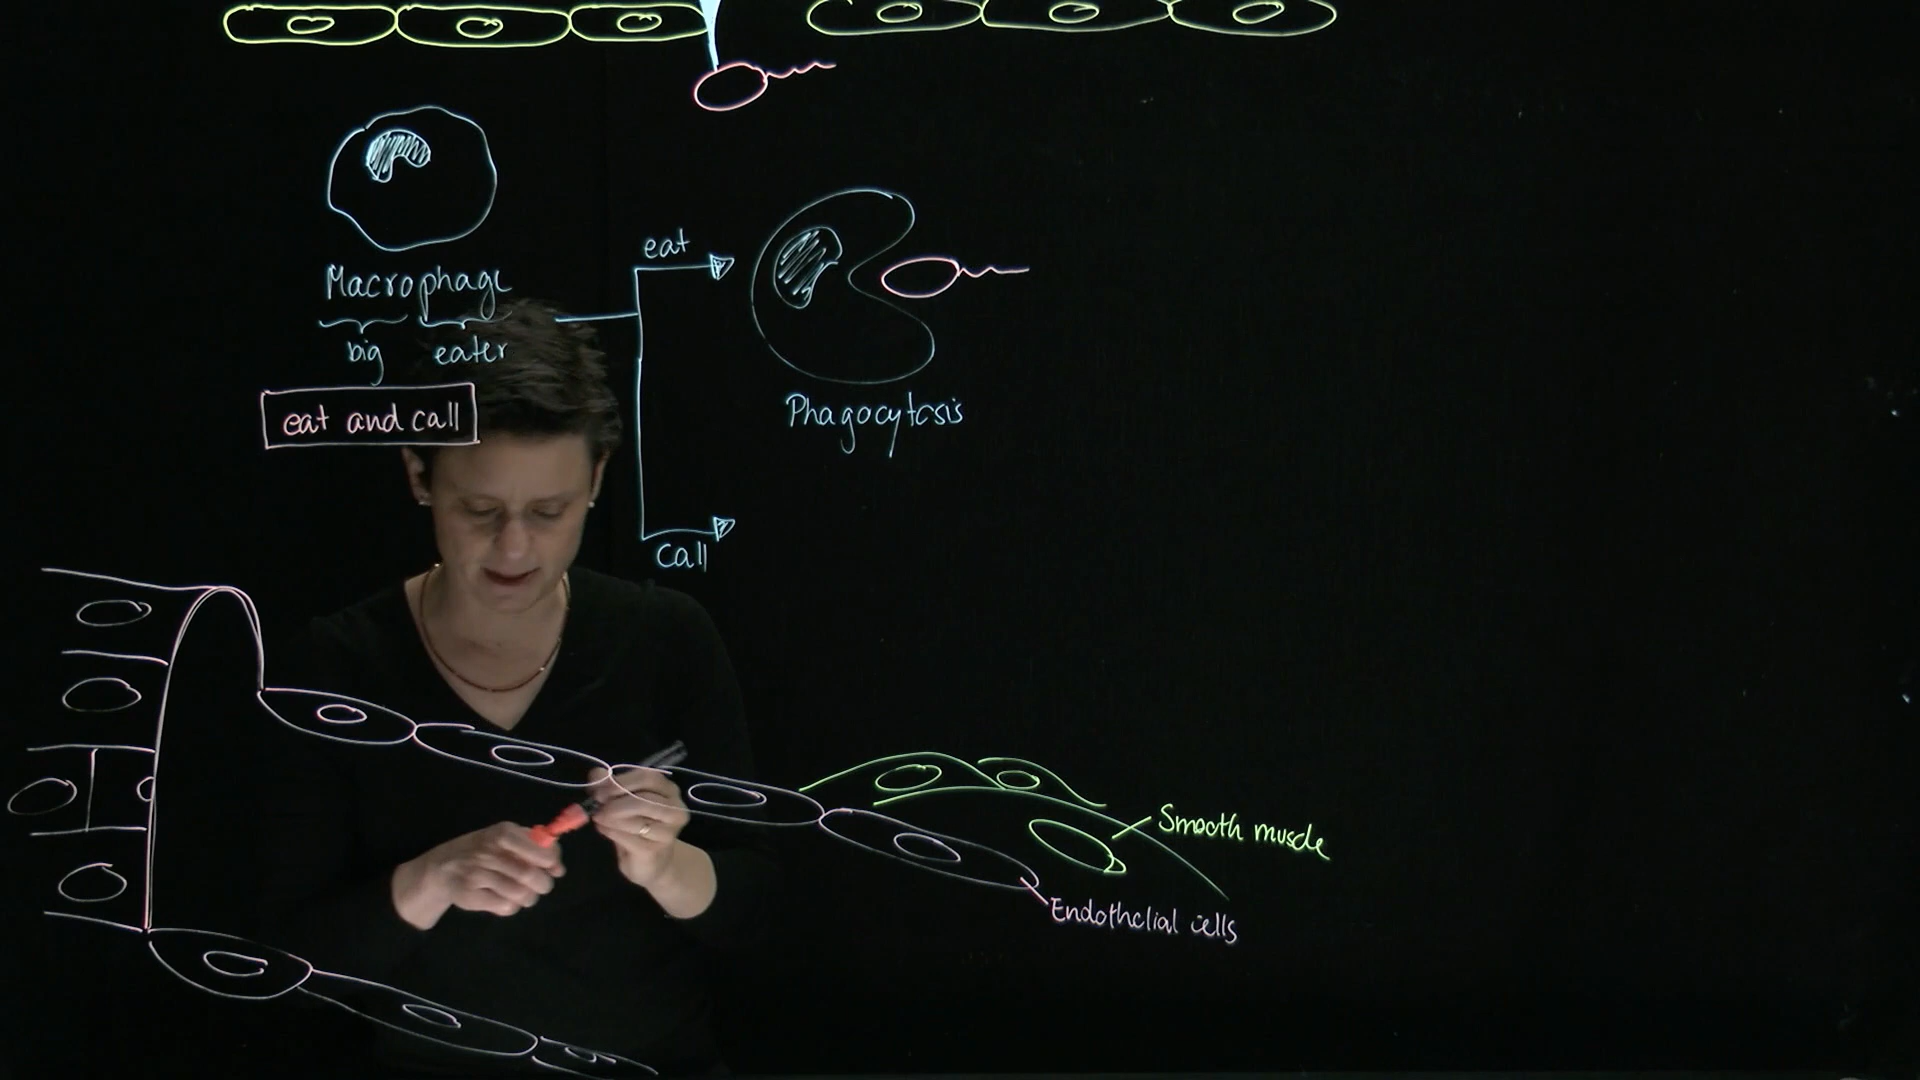 Macrophage
big eater
eat and call
eat
Phagocytosis
call
Smooth muscle
Endothelial cells